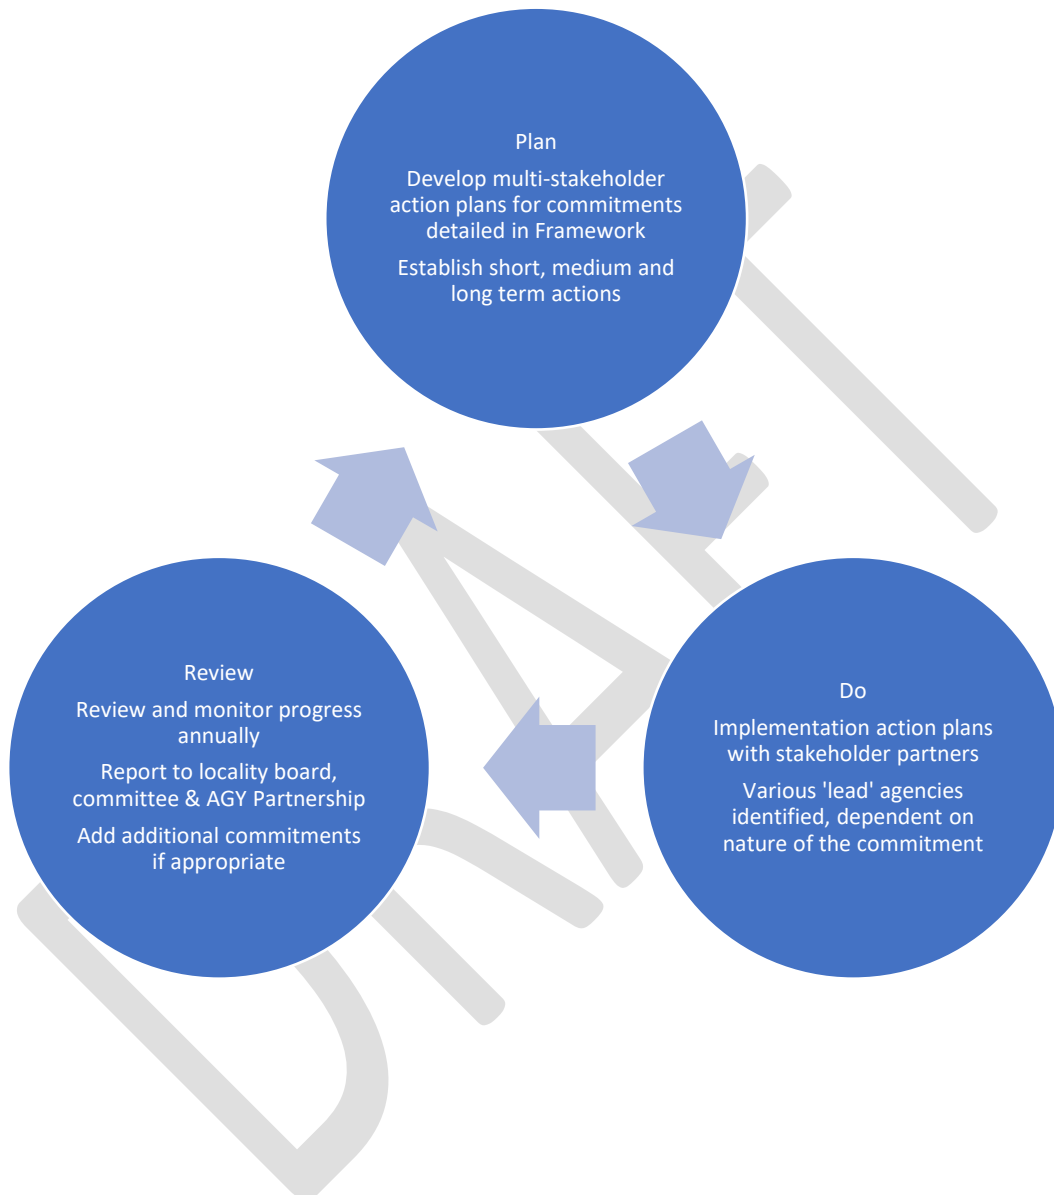 Plan
Develop multi-stakeholder
action plans for commitments
detailed in Framework
Establish short, medium and
long term actions
Do
Implementation action plans
with stakeholder partners
Various 'lead' agencies
identified, dependent on
nature of the commitment
Review
Review and monitor progress
annually
Report to locality board,
committee & AGY Partnership
Add additional commitments
if appropriate
DRAFT